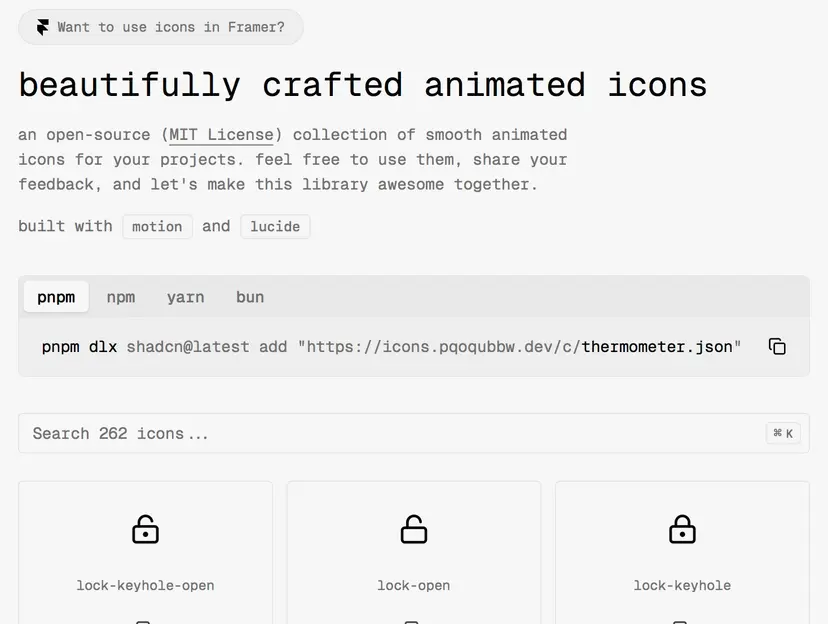 Want to use icons in Framer?
beautifully crafted animated icons
an open-source (MIT License) collection of smooth animated
icons for your projects. feel free to use them, share your
feedback, and let's make this library awesome together.
built with motion and lucide
pnpm npm yarn bun
pnpm dlx shadcn@latest add "https://icons.pqoqubbw.dev/c/thermometer.json"
Search 262 icons... ⌘ K
lock-keyhole-open lock-open lock-keyhole